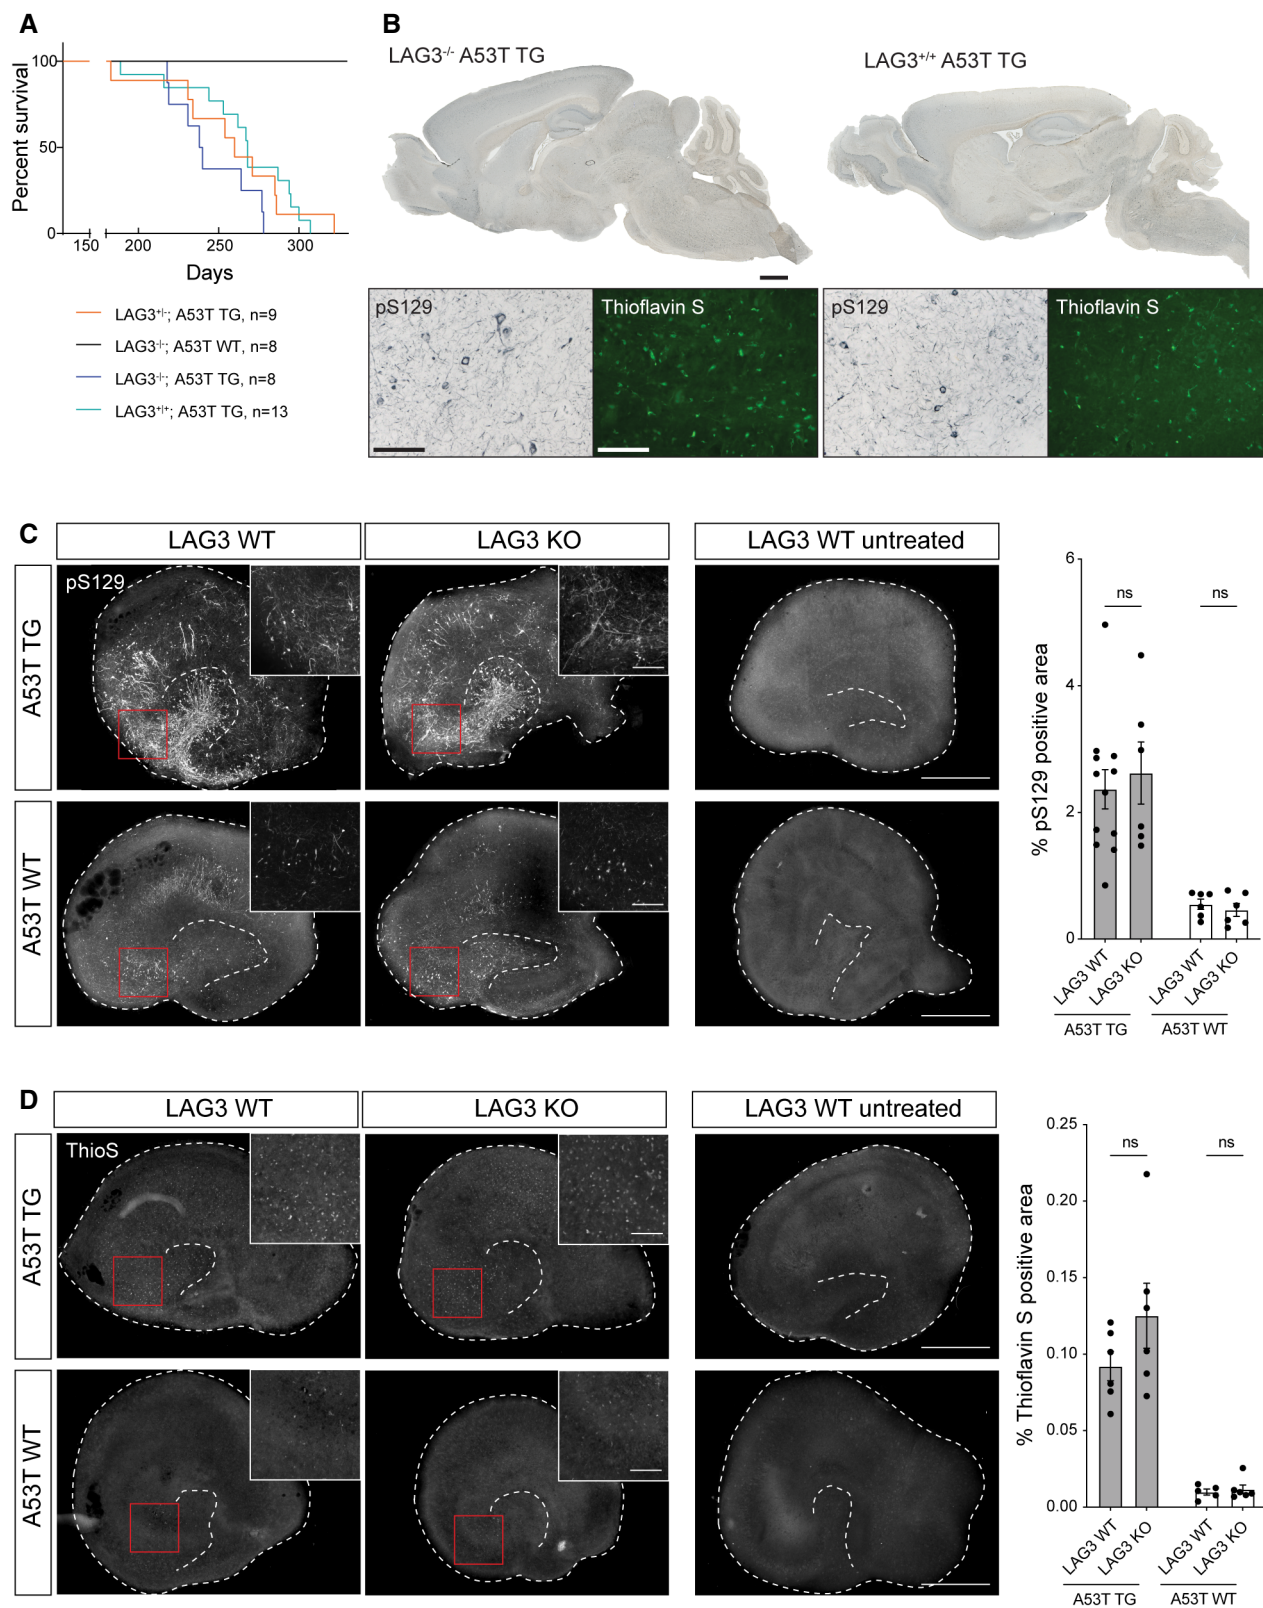 A
Percent survival
100
50
0
150
200
250
300
Days
LAG3+/-; A53T TG, n=9
LAG3-/-; A53T WT, n=8
LAG3-/-; A53T TG, n=8
LAG3+/+; A53T TG, n=13
B
LAG3-/- A53T TG
LAG3+/+ A53T TG
pS129
Thioflavin S
pS129
Thioflavin S
C
LAG3 WT
LAG3 KO
LAG3 WT untreated
A53T TG
pS129
A53T WT
% pS129 positive area
6
4
2
0
ns
ns
LAG3 WT
LAG3 KO
LAG3 WT
LAG3 KO
A53T TG
A53T WT
D
LAG3 WT
LAG3 KO
LAG3 WT untreated
A53T TG
ThioS
A53T WT
% Thioflavin S positive area
0.25
0.20
0.15
0.10
0.05
0.00
ns
ns
LAG3 WT
LAG3 KO
LAG3 WT
LAG3 KO
A53T TG
A53T WT